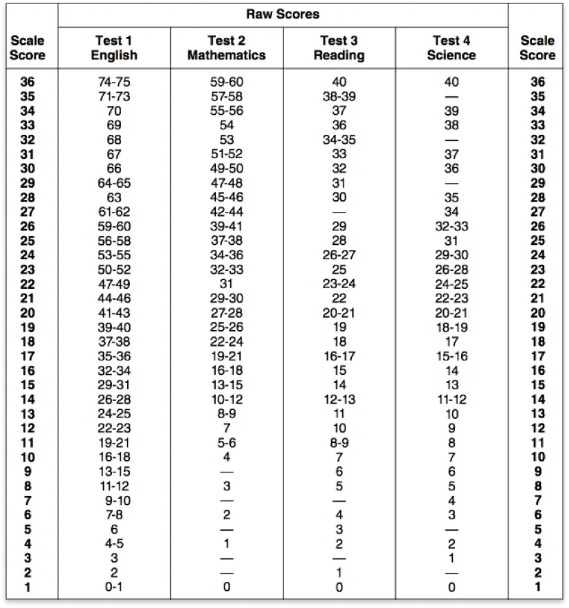 Raw Scores
Scale Score Test 1 English Test 2 Mathematics Test 3 Reading Test 4 Science Scale Score
36 74-75 59-60 40 40 36
35 71-73 57-58 38-39 — 35
34 70 55-56 37 39 34
33 69 54 36 38 33
32 68 53 34-35 — 32
31 67 51-52 33 37 31
30 66 49-50 32 36 30
29 64-65 47-48 31 — 29
28 63 45-46 30 35 28
27 61-62 42-44 — 34 27
26 59-60 39-41 29 32-33 26
25 56-58 37-38 28 31 25
24 53-55 34-36 26-27 29-30 24
23 50-52 32-33 25 26-28 23
22 47-49 31 23-24 24-25 22
21 44-46 29-30 22 22-23 21
20 41-43 27-28 20-21 20-21 20
19 39-40 25-26 19 18-19 19
18 37-38 22-24 18 17 18
17 35-36 19-21 16-17 15-16 17
16 32-34 16-18 15 14 16
15 29-31 13-15 14 13 15
14 26-28 10-12 12-13 11-12 14
13 24-25 8-9 11 10 13
12 22-23 7 10 9 12
11 19-21 5-6 8-9 8 11
10 16-18 4 7 7 10
9 13-15 — 6 6 9
8 11-12 3 5 5 8
7 9-10 — — 4 7
6 7-8 2 4 3 6
5 6 — 3 — 5
4 4-5 1 2 2 4
3 3 — — 1 3
2 2 — 1 — 2
1 0-1 0 0 0 1